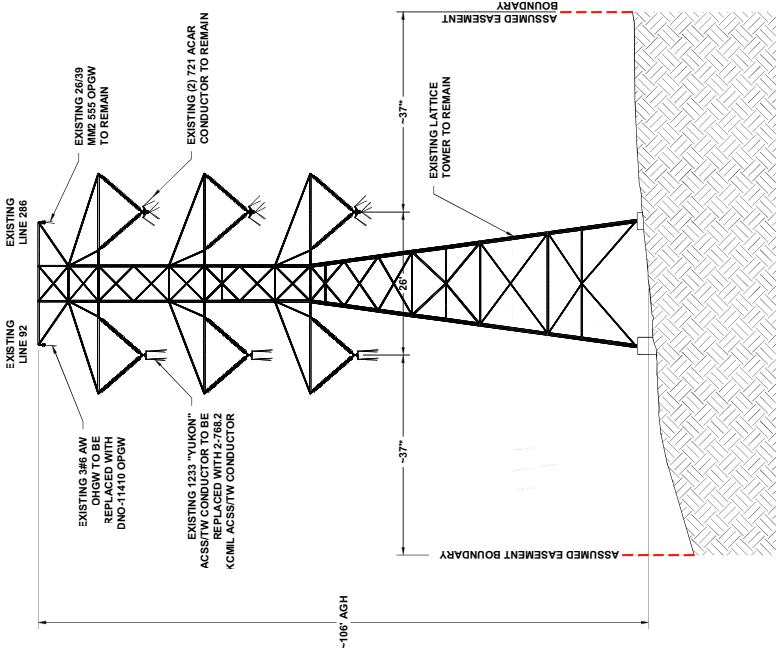 EXISTING
LINE 92
EXISTING
LINE 286
EXISTING 3#6 AW
OHGW TO BE
REPLACED WITH
DNO-11410 OPGW
EXISTING 26/39
MM2 555 OPGW
TO REMAIN
EXISTING 1233 "YUKON"
ACSS/TW CONDUCTOR TO BE
REPLACED WITH 2-768.2
KCMIL ACSS/TW CONDUCTOR
EXISTING (2) 721 ACAR
CONDUCTOR TO REMAIN
EXISTING LATTICE
TOWER TO REMAIN
~37'
26'
~37'
~106' AGH
ASSUMED EASEMENT BOUNDARY
ASSUMED EASEMENT
BOUNDARY